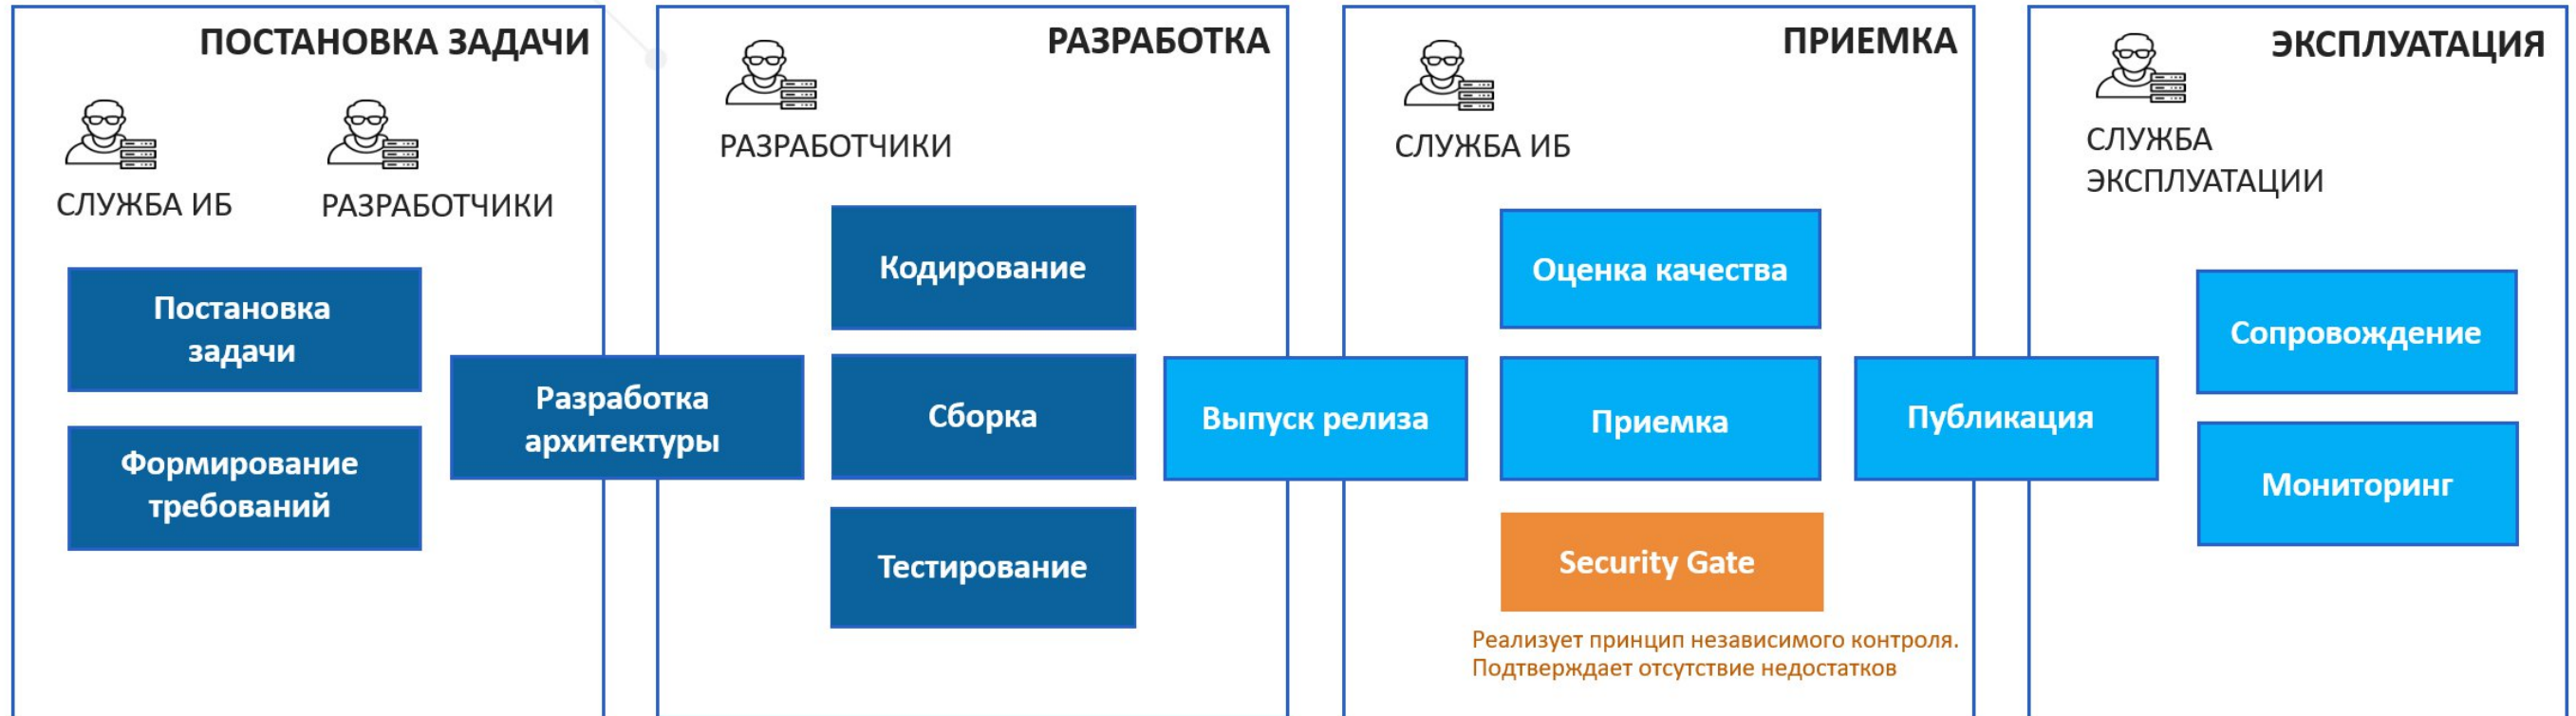 ПОСТАНОВКА ЗАДАЧИ
СЛУЖБА ИБ
РАЗРАБОТЧИКИ
Постановка
задачи
Формирование
требований
Разработка
архитектуры
РАЗРАБОТКА
РАЗРАБОТЧИКИ
Кодирование
Сборка
Тестирование
Выпуск релиза
ПРИЕМКА
СЛУЖБА ИБ
Оценка качества
Приемка
Security Gate
Реализует принцип независимого контроля.
Подтверждает отсутствие недостатков
Публикация
ЭКСПЛУАТАЦИЯ
СЛУЖБА
ЭКСПЛУАТАЦИИ
Сопровождение
Мониторинг